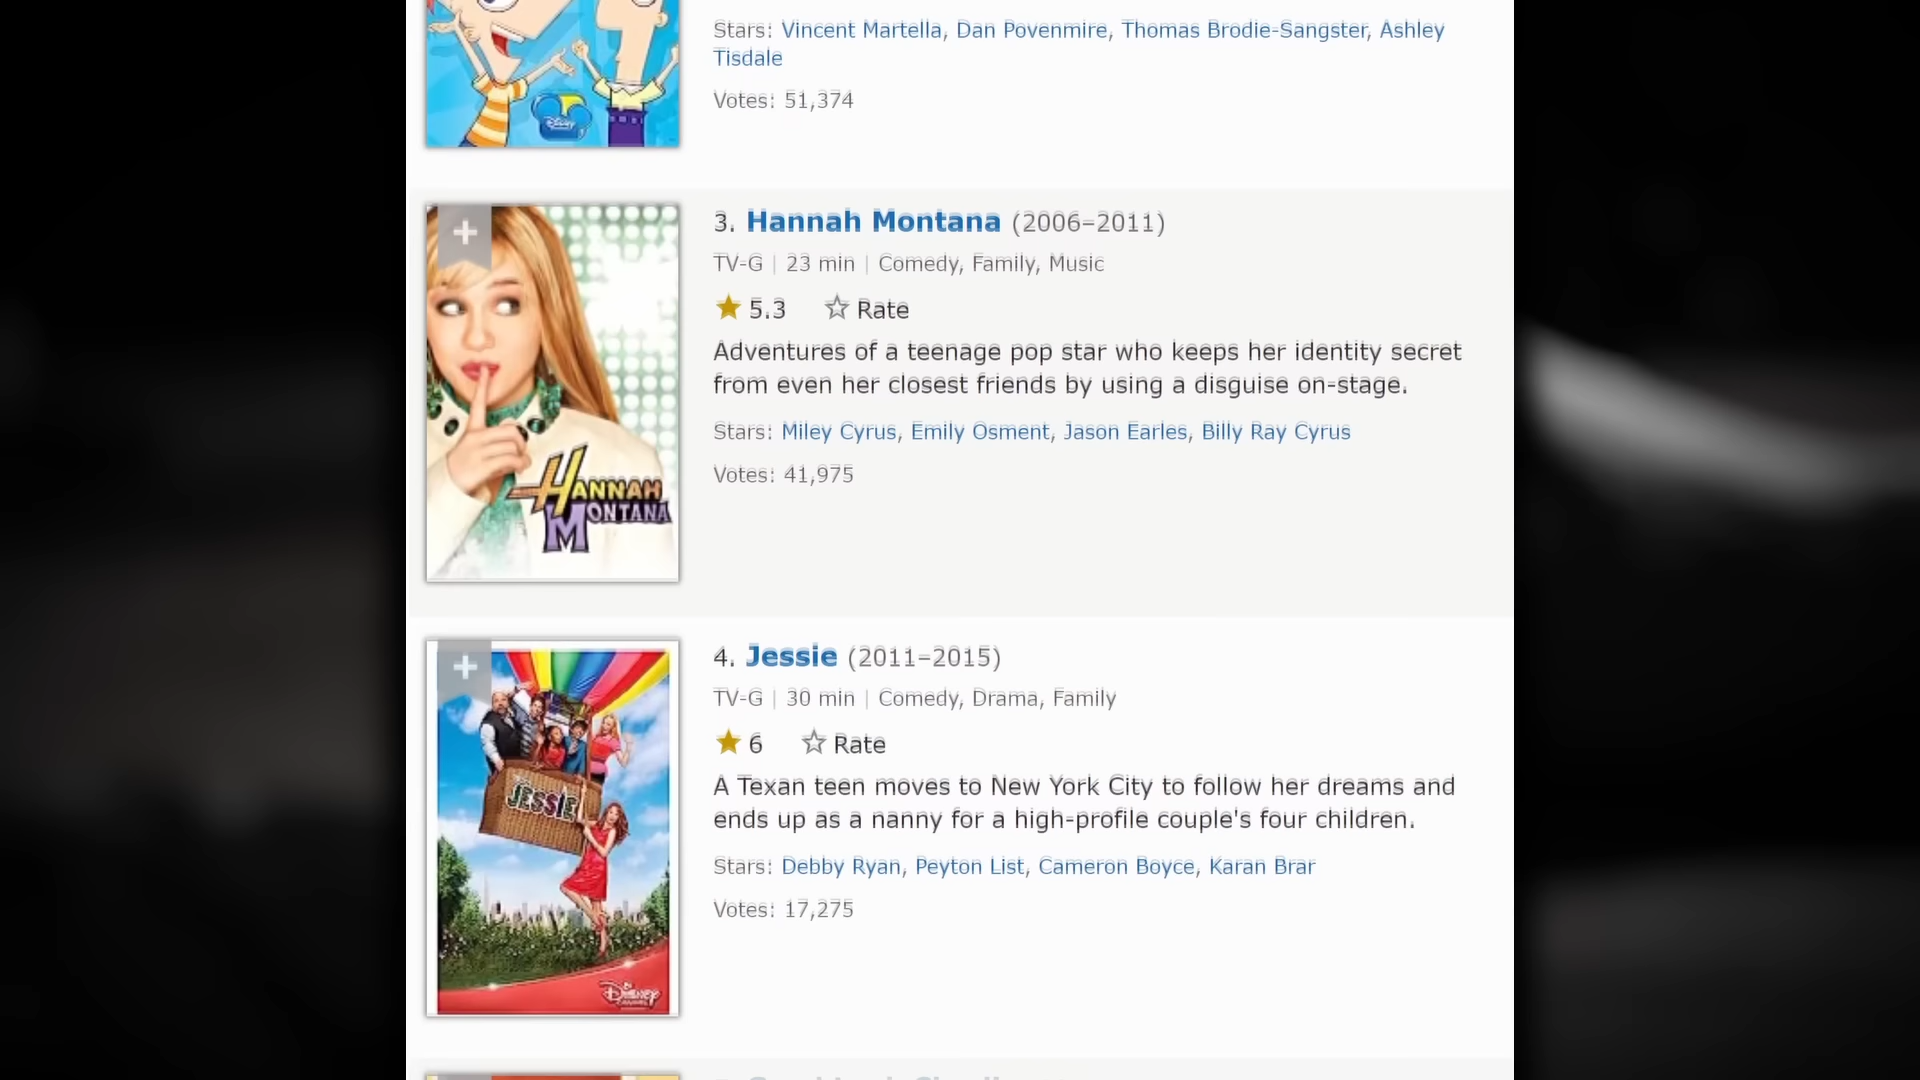 Stars: Vincent Martella, Dan Povenmire, Thomas Brodie-Sangster, Ashley
Tisdale
Votes: 51,374
Disney
3. Hannah Montana (2006–2011)
TV-G | 23 min | Comedy, Family, Music
5.3 Rate
Adventures of a teenage pop star who keeps her identity secret
from even her closest friends by using a disguise on-stage.
Stars: Miley Cyrus, Emily Osment, Jason Earles, Billy Ray Cyrus
Votes: 41,975
HANNAH
MONTANA
4. Jessie (2011–2015)
TV-G | 30 min | Comedy, Drama, Family
6 Rate
A Texan teen moves to New York City to follow her dreams and
ends up as a nanny for a high-profile couple's four children.
Stars: Debby Ryan, Peyton List, Cameron Boyce, Karan Brar
Votes: 17,275
JESSIE
Disney
CHANNEL